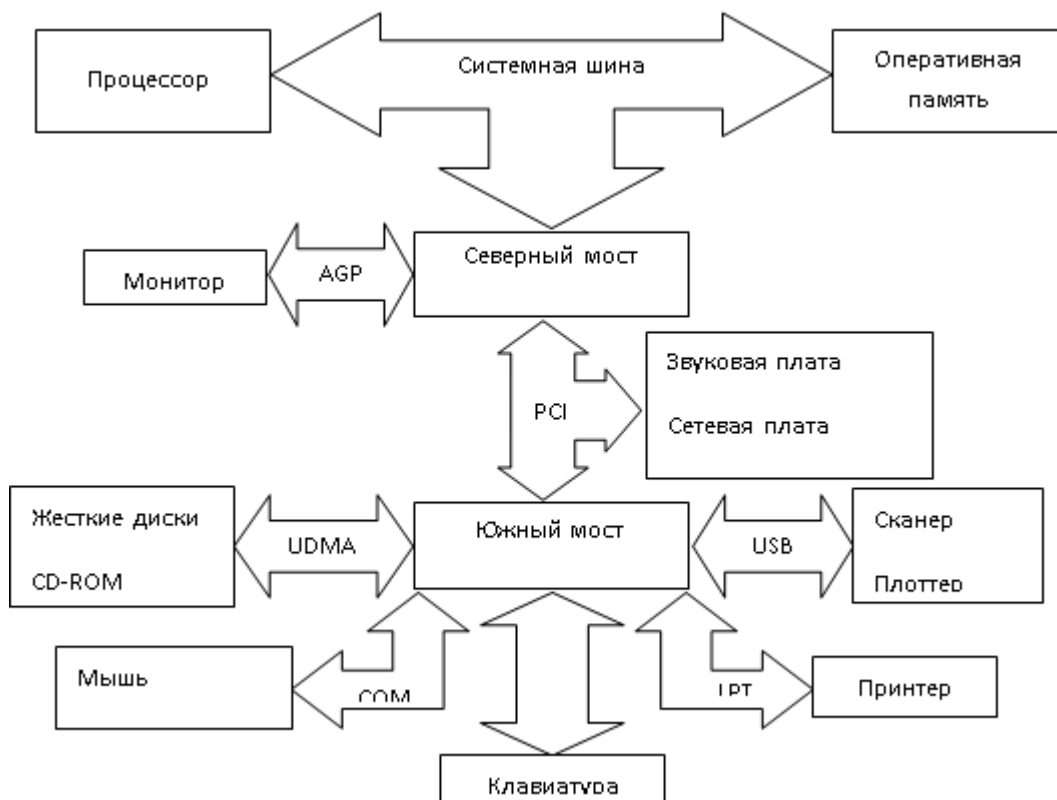 Процессор
Системная шина
Оперативная
память
Монитор
AGP
Северный мост
PCI
Звуковая плата
Сетевая плата
Жесткие диски
CD-ROM
UDMA
Южный мост
USB
Сканер
Плоттер
Мышь
COM
LPT
Принтер
Клавиатура